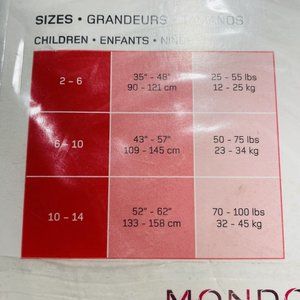 SIZES • GRANDEURS •
CHILDREN • ENFANTS •
2 - 6 35" - 48" 25 - 55 lbs
90 - 121 cm 12 - 25 kg
6 - 10 43" - 57" 50 - 75 lbs
109 - 145 cm 23 - 34 kg
10 - 14 52" - 62" 70 - 100 lbs
133 - 158 cm 32 - 45 kg